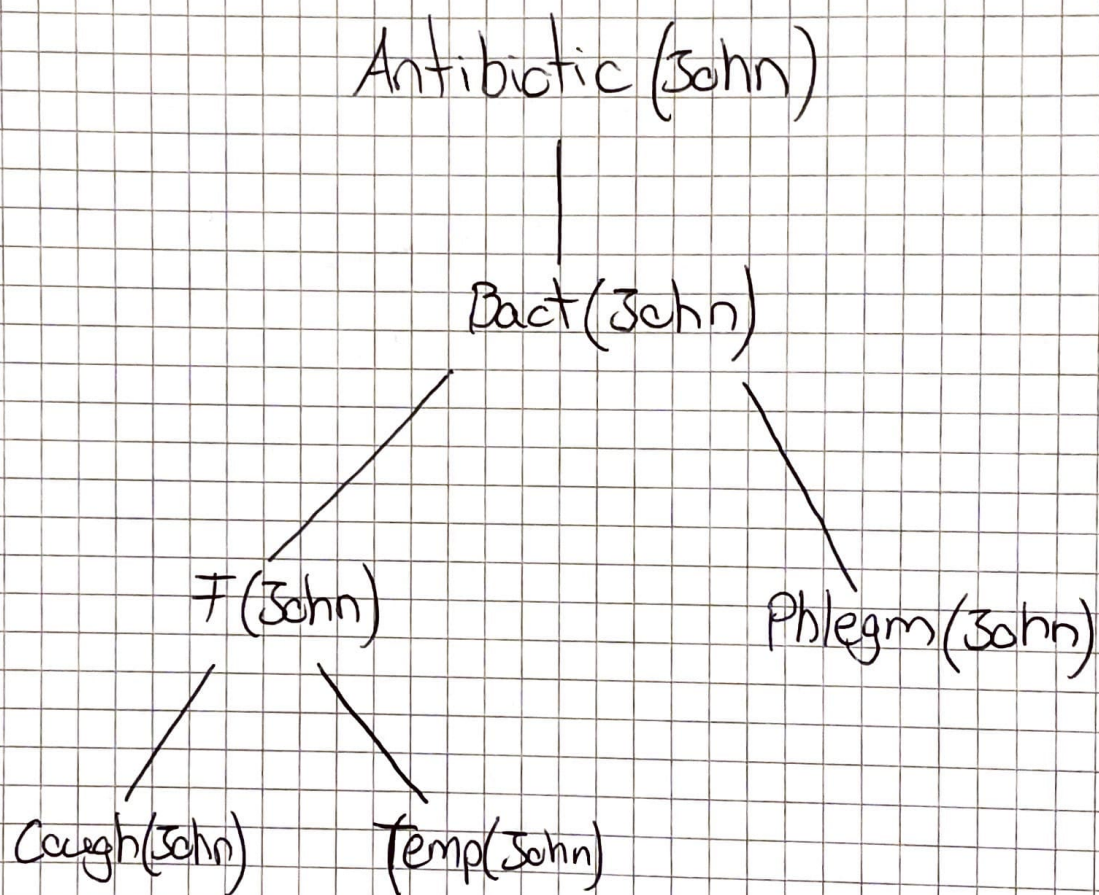 Antibiotic (John)
Bact (John)
F (John)
Phlegm (John)
Cough (John)
Temp (John)